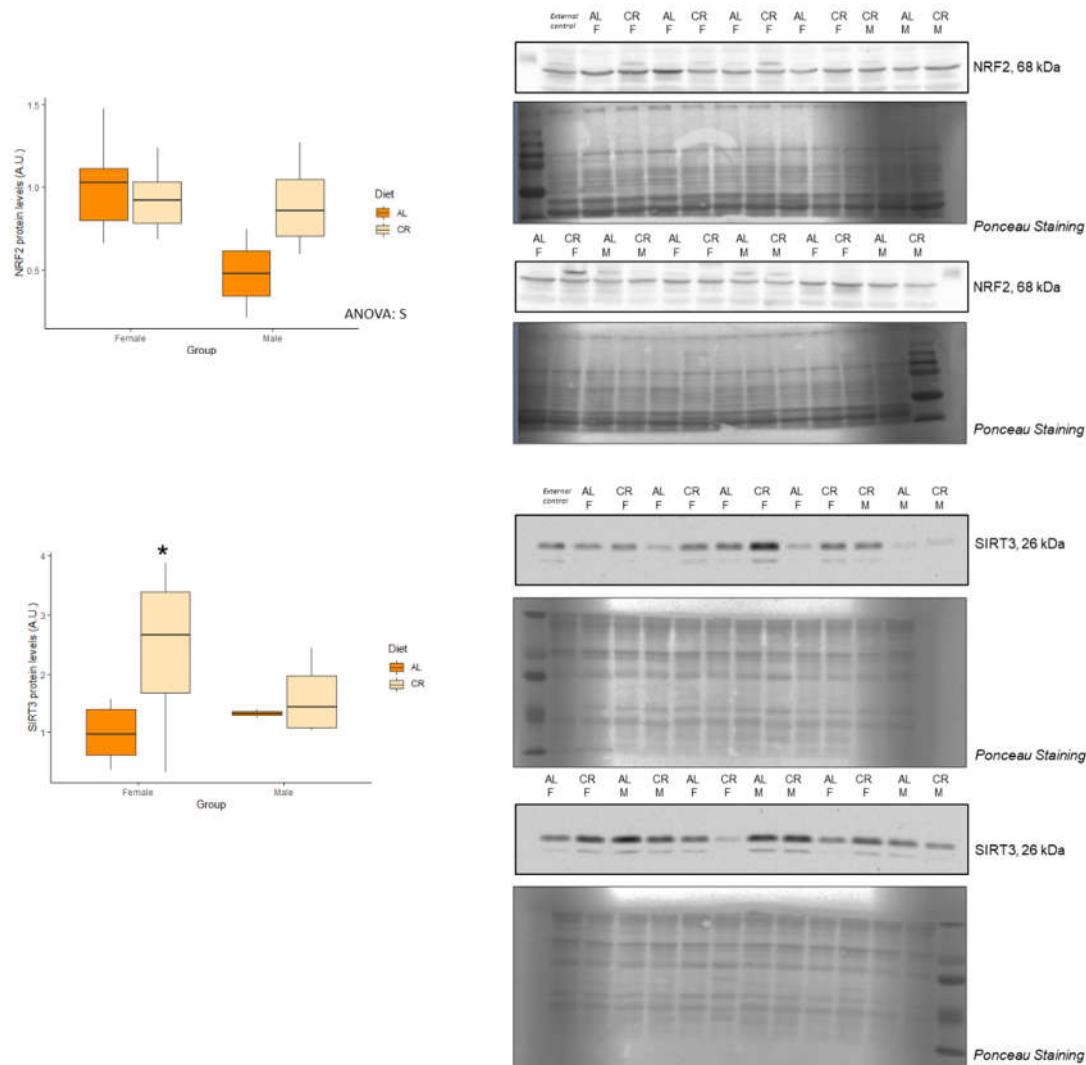 1.5
1.0
0.5
NRF2 protein levels (A.U.)
Female
Male
Group
Diet
AL
CR
ANOVA: S
External control AL CR AL CR AL CR AL CR CR AL CR
F F F F F F F F M M M
NRF2, 68 kDa
Ponceau Staining
AL CR AL CR AL CR AL CR AL CR AL CR
F F M M F F M M F F M M
NRF2, 68 kDa
Ponceau Staining
4
3
2
1
SIRT3 protein levels (A.U.)
*
Female
Male
Group
Diet
AL
CR
External control AL CR AL CR AL CR AL CR CR AL CR
F F F F F F F F M M M
SIRT3, 26 kDa
Ponceau Staining
AL CR AL CR AL CR AL CR AL CR AL CR
F F M M F F M M F F M M
SIRT3, 26 kDa
Ponceau Staining